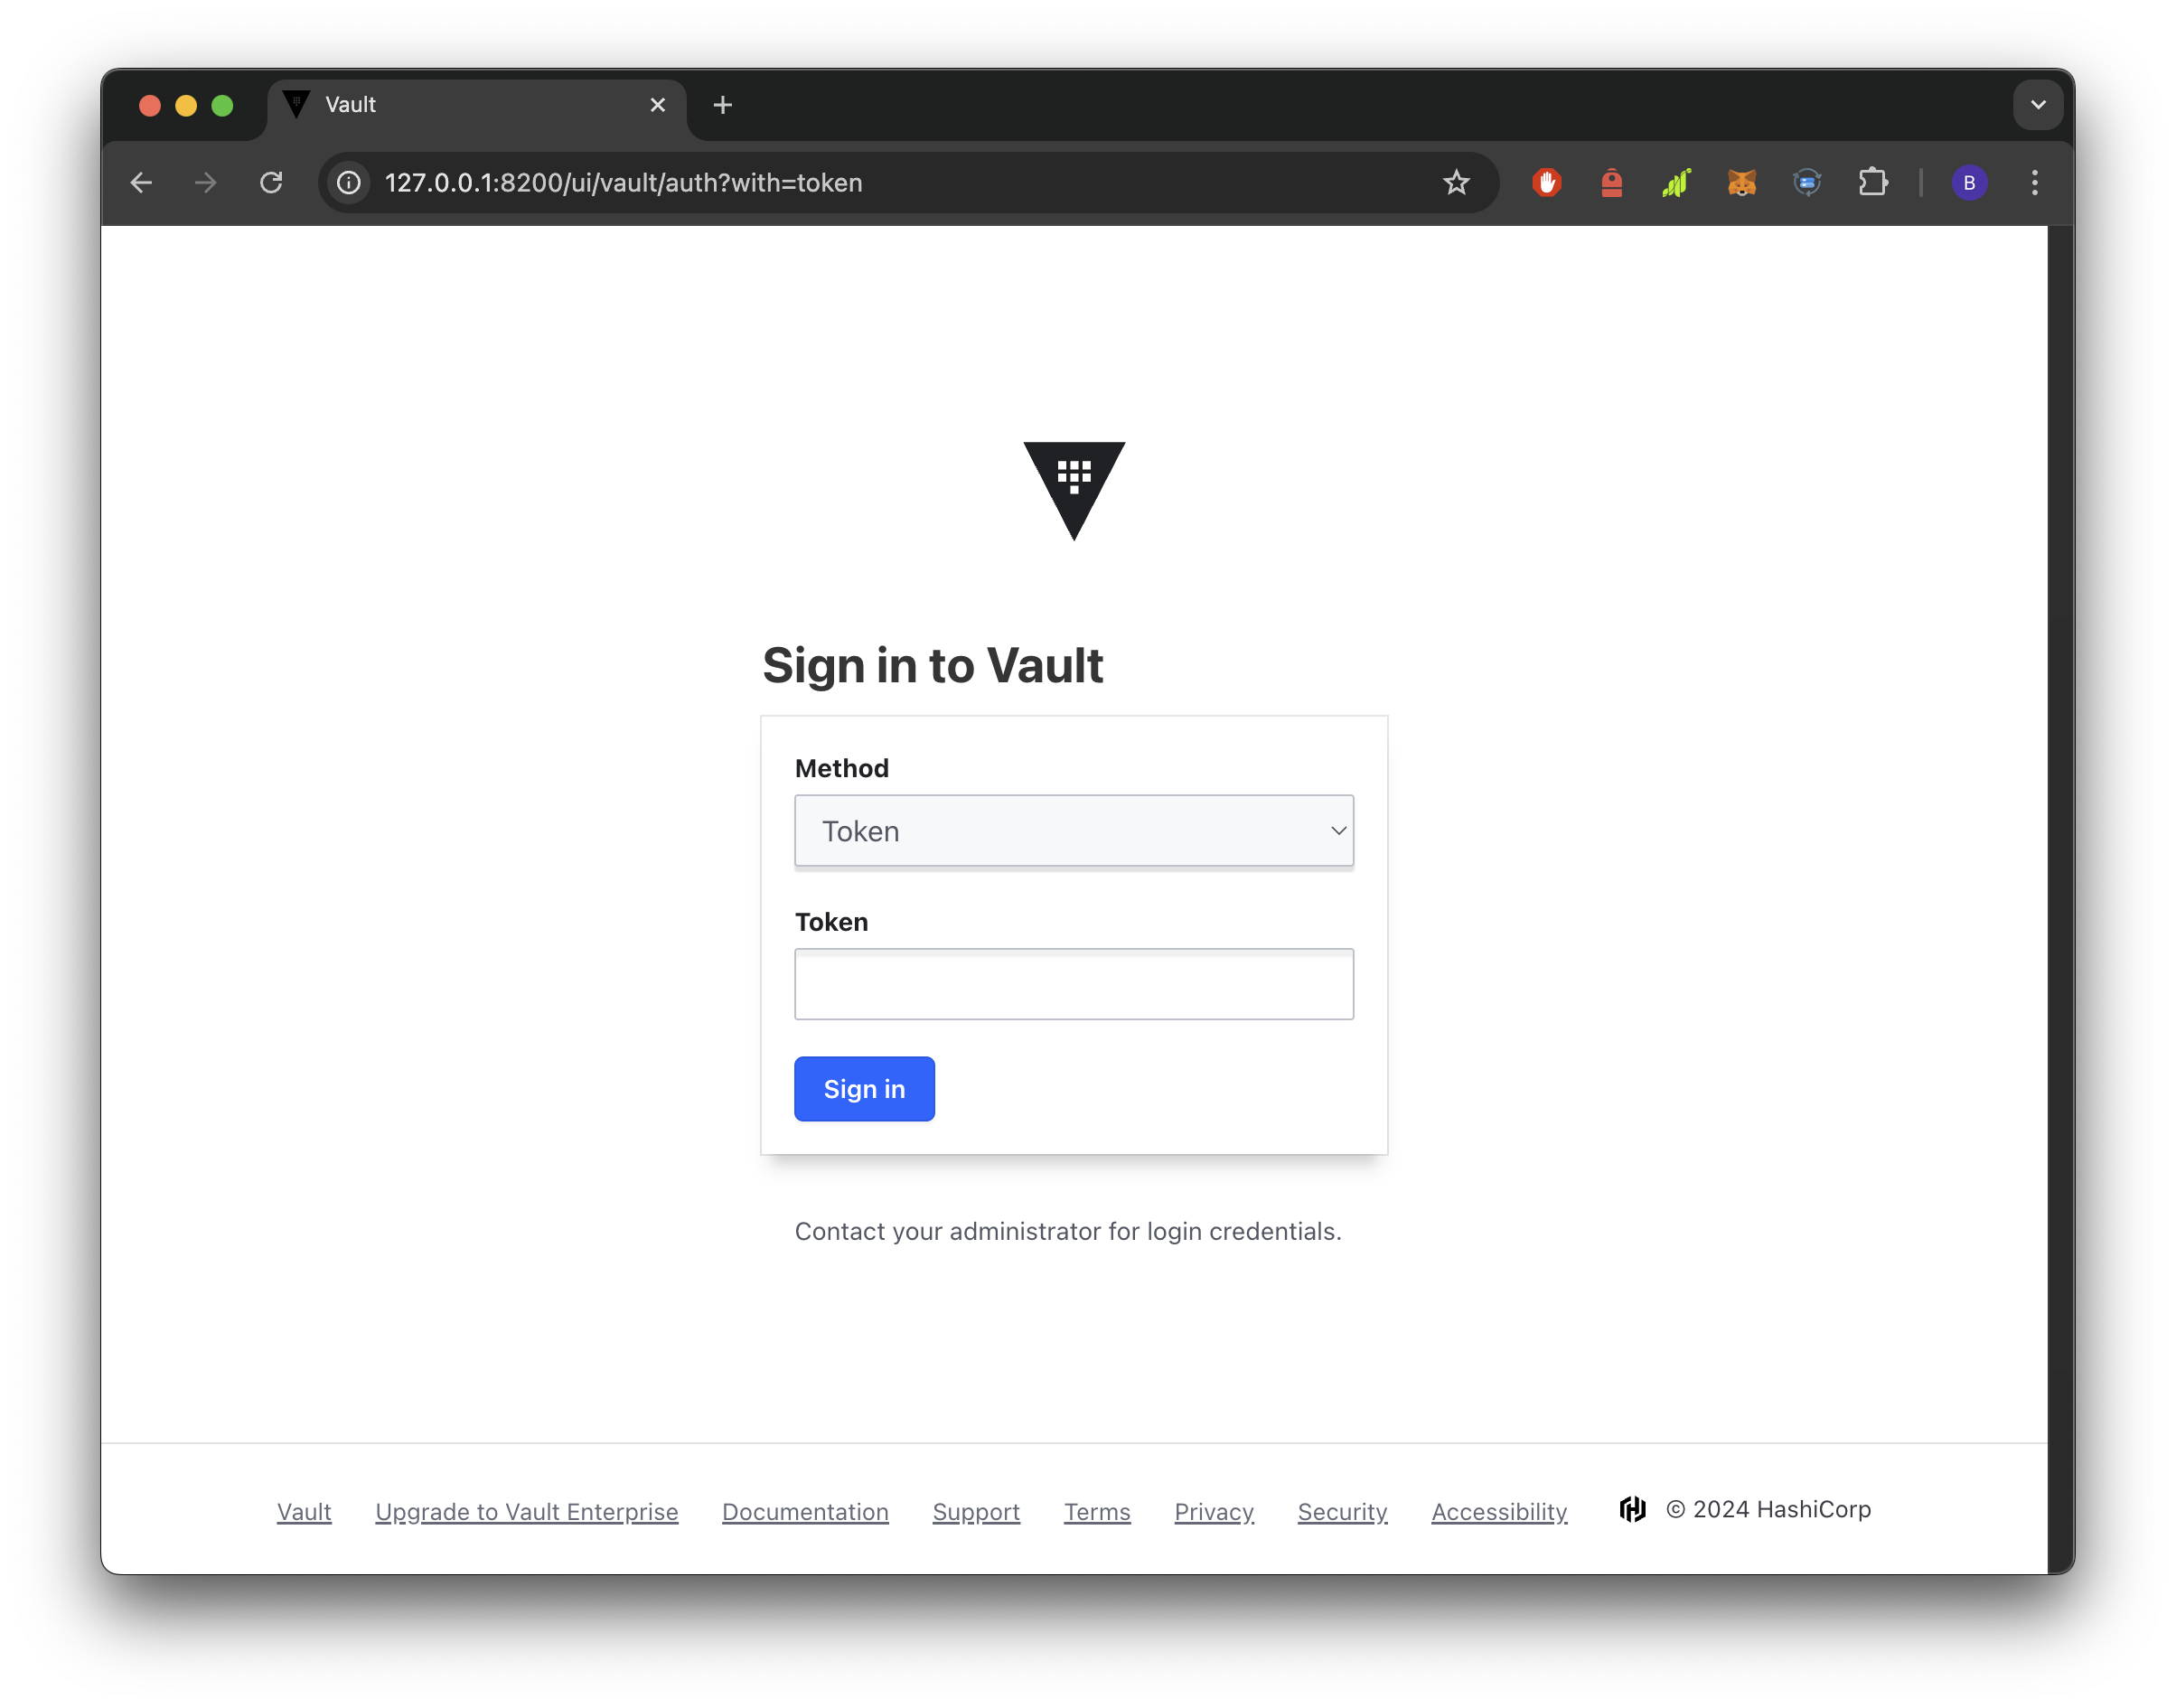 Vault
127.0.0.1:8200/ui/vault/auth?with=token
B
Sign in to Vault
Method
Token
Token
Sign in
Contact your administrator for login credentials.
Vault Upgrade to Vault Enterprise Documentation Support Terms Privacy Security Accessibility © 2024 HashiCorp